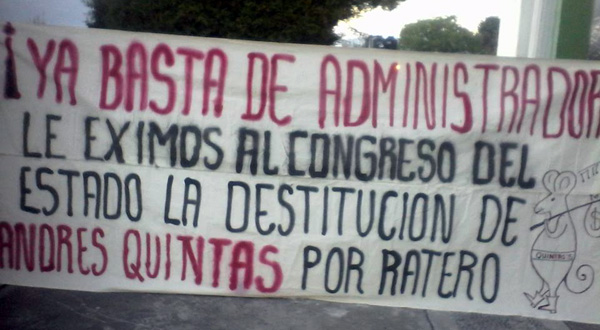 ¡YA BASTA DE ADMINISTRADOR
LE EXIMOS AL CONGRESO DEL
ESTADO LA DESTITUCION DE
ANDRES QUINTAS POR RATERO
$